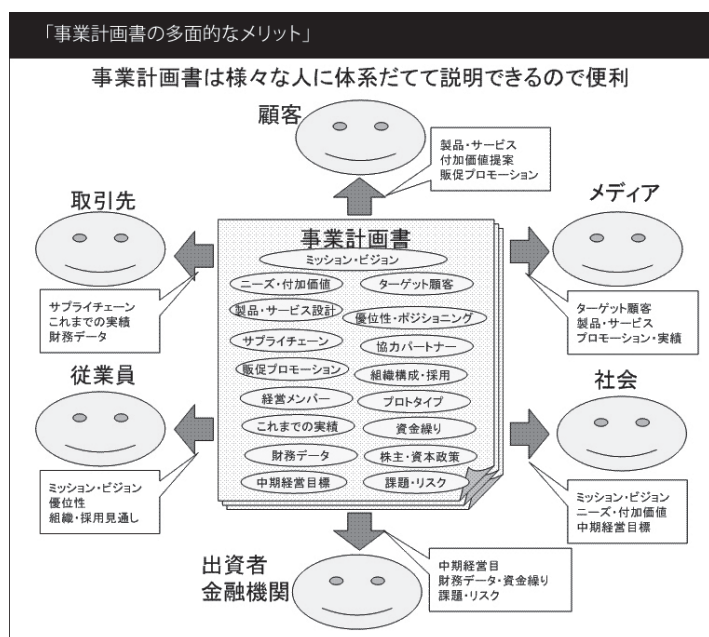 「事業計画書の多面的なメリット」
事業計画書は様々な人に体系だてて説明できるので便利
顧客
製品・サービス
付加価値提案
販促プロモーション
取引先
サプライチェーン
これまでの実績
財務データ
メディア
ターゲット顧客
製品・サービス
プロモーション・実績
事業計画書
ミッション・ビジョン
ニーズ・付加価値
ターゲット顧客
製品・サービス設計
優位性・ポジショニング
サプライチェーン
協力パートナー
販促プロモーション
組織構成・採用
経営メンバー
プロトタイプ
これまでの実績
資金繰り
財務データ
株主・資本政策
中期経営目標
課題・リスク
従業員
ミッション・ビジョン
優位性
組織・採用見通し
社会
ミッション・ビジョン
ニーズ・付加価値
中期経営目標
出資者
金融機関
中期経営目
財務データ・資金繰り
課題・リスク